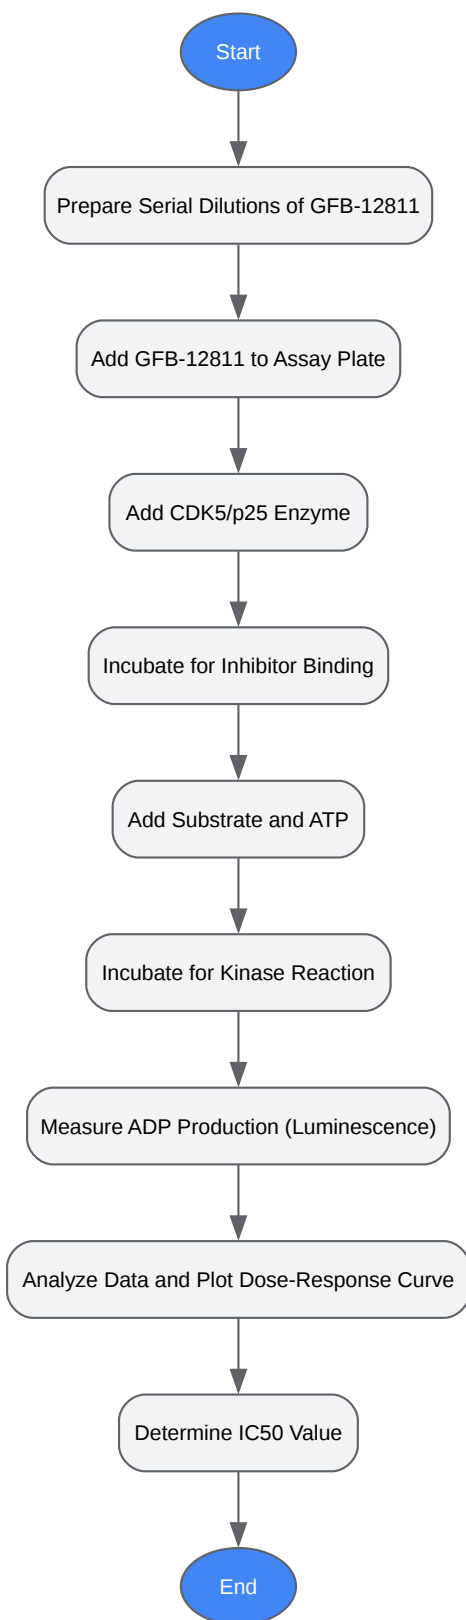 Start
Prepare Serial Dilutions of GFB-12811
Add GFB-12811 to Assay Plate
Add CDK5/p25 Enzyme
Incubate for Inhibitor Binding
Add Substrate and ATP
Incubate for Kinase Reaction
Measure ADP Production (Luminescence)
Analyze Data and Plot Dose-Response Curve
Determine IC50 Value
End